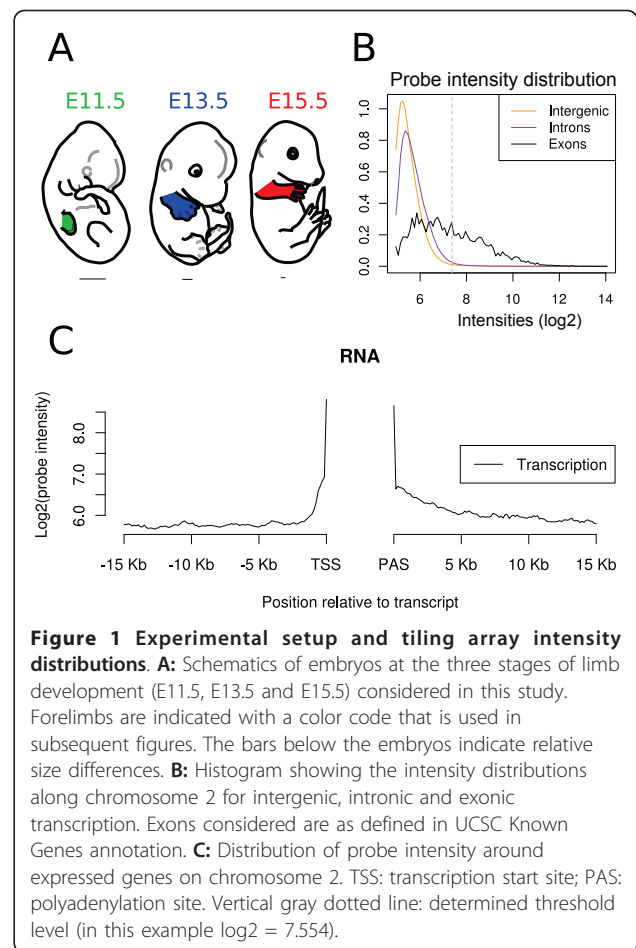 A
E11.5 E13.5 E15.5
B
Probe intensity distribution
Intergenic
Introns
Exons
1.0
0.8
0.6
0.4
0.2
0.0
6 8 10 12 14
Intensities (log2)
C
RNA
Log2(probe intensity)
8.0
7.0
6.0
Transcription
-15 Kb -10 Kb -5 Kb TSS PAS 5 Kb 10 Kb 15 Kb
Position relative to transcript
Figure 1 Experimental setup and tiling array intensity
distributions. A: Schematics of embryos at the three stages of limb
development (E11.5, E13.5 and E15.5) considered in this study.
Forelimbs are indicated with a color code that is used in
subsequent figures. The bars below the embryos indicate relative
size differences. B: Histogram showing the intensity distributions
along chromosome 2 for intergenic, intronic and exonic
transcription. Exons considered are as defined in UCSC Known
Genes annotation. C: Distribution of probe intensity around
expressed genes on chromosome 2. TSS: transcription start site; PAS:
polyadenylation site. Vertical gray dotted line: determined threshold
level (in this example log2 = 7.554).